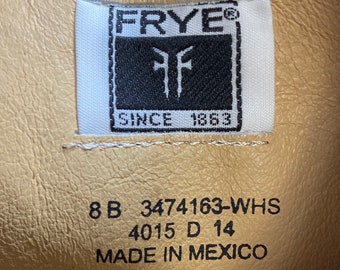 FRYE®
SINCE 1863
8 B 3474163-WHS
4015 D 14
MADE IN MEXICO